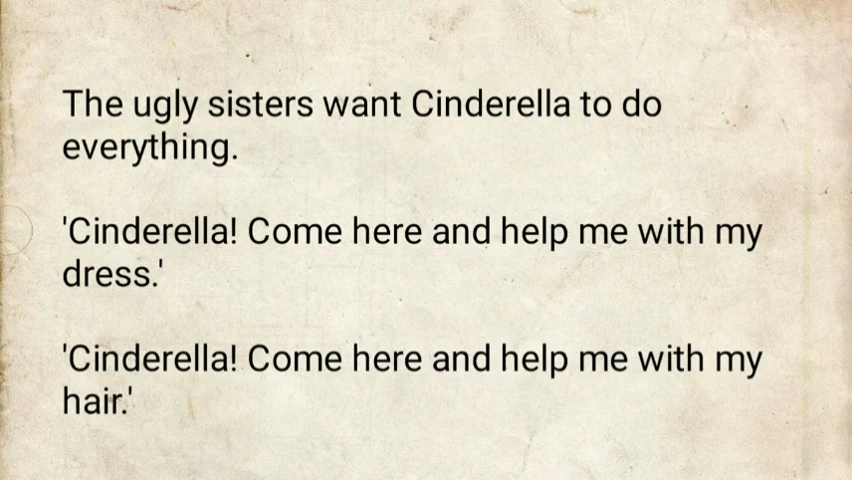 The ugly sisters want Cinderella to do
everything.
'Cinderella! Come here and help me with my
dress.'
'Cinderella! Come here and help me with my
hair.'